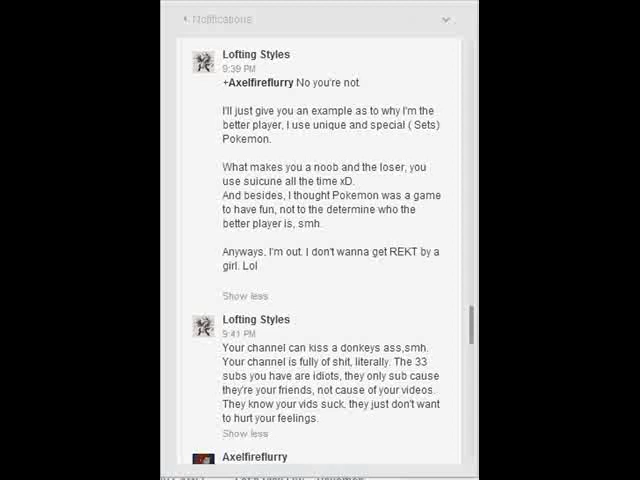 Notifications
Lofting Styles
9:39 PM
+Axelfireflurry No you're not.
I'll just give you an example as to why I'm the
better player, I use unique and special ( Sets)
Pokemon.
What makes you a noob and the loser, you
use suicune all the time xD.
And besides, I thought Pokemon was a game
to have fun, not to the determine who the
better player is, smh.
Anyways, I'm out. I don't wanna get REKT by a
girl. Lol
Show less
Lofting Styles
9:41 PM
Your channel can kiss a donkeys ass,smh.
Your channel is fully of shit, literally. The 33
subs you have are idiots, they only sub cause
they're your friends, not cause of your videos.
They know your vids suck, they just don't want
to hurt your feelings.
Show less
Axelfireflurry